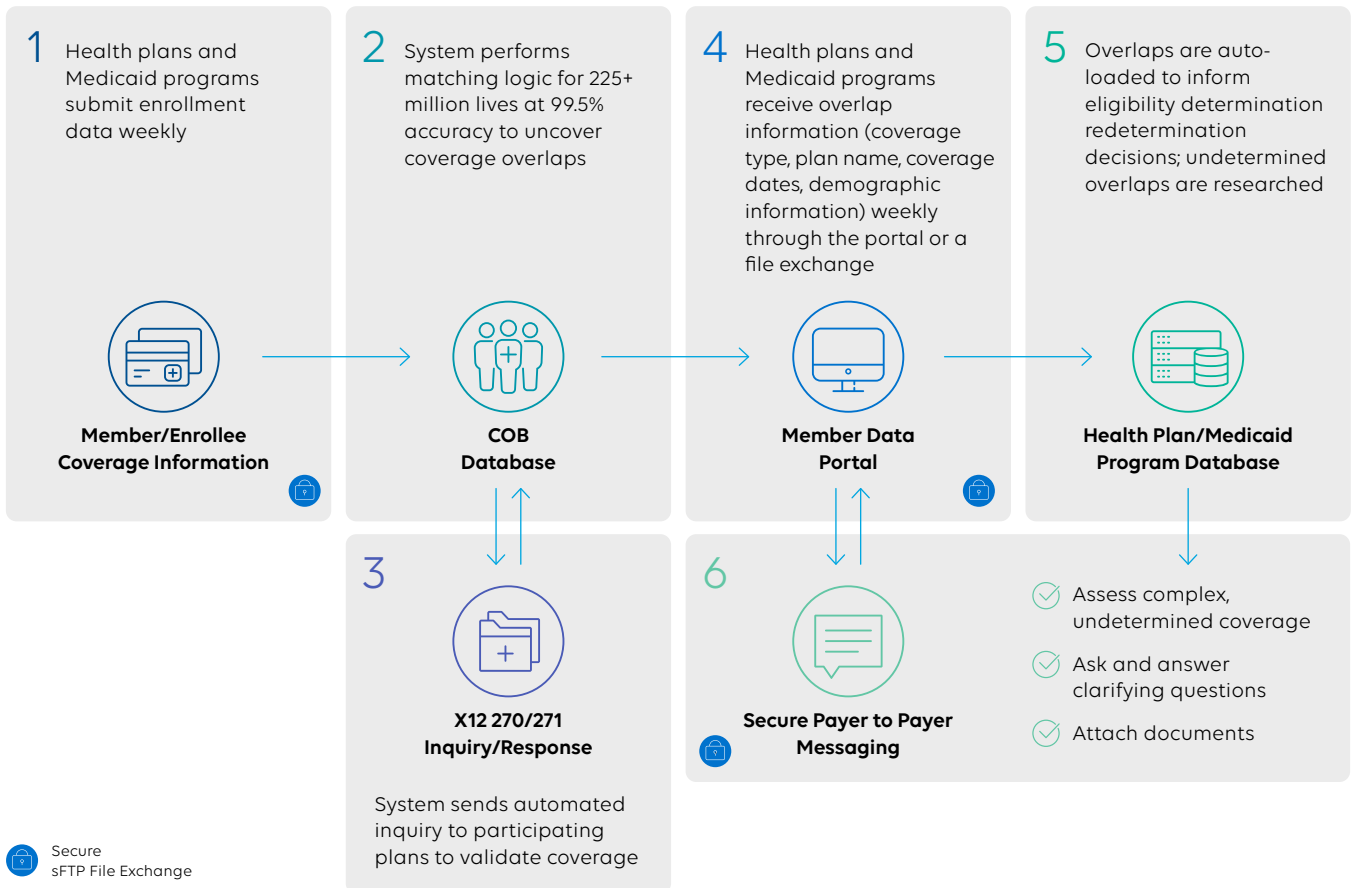 1
Health plans and
Medicaid programs
submit enrollment
data weekly
Member/Enrollee
Coverage Information
2
System performs
matching logic for 225+
million lives at 99.5%
accuracy to uncover
coverage overlaps
COB
Database
3
X12 270/271
Inquiry/Response
System sends automated
inquiry to participating
plans to validate coverage
4
Health plans and
Medicaid programs
receive overlap
information (coverage
type, plan name, coverage
dates, demographic
information) weekly
through the portal or a
file exchange
Member Data
Portal
5
Overlaps are auto-
loaded to inform
eligibility determination
redetermination
decisions; undetermined
overlaps are researched
Health Plan/Medicaid
Program Database
6
Secure Payer to Payer
Messaging
Assess complex,
undetermined coverage
Ask and answer
clarifying questions
Attach documents
Secure
sFTP File Exchange